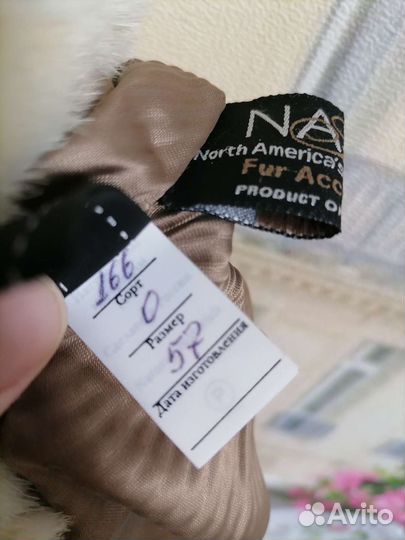 NA
North America's
Fur Acc
PRODUCT O
166
Сорт
0
Размер
57
Дата изготовления
Avito